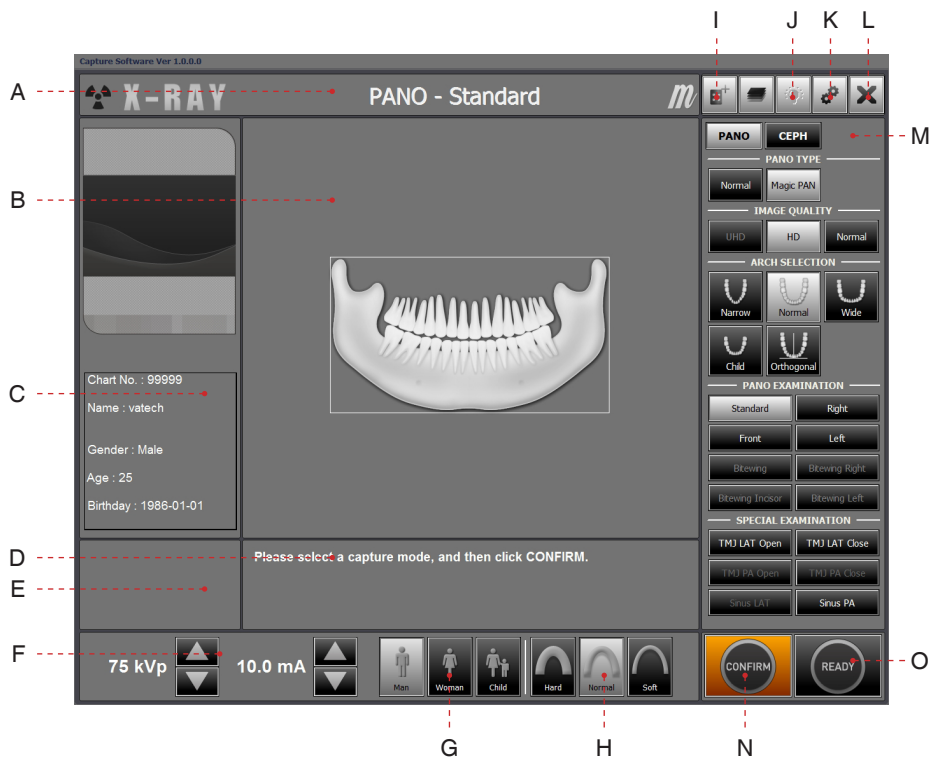 I J K L
Capture Software Ver 1.0.0.0
A X-RAY PANO - Standard m
PANO CEPH M
PANO TYPE
Normal Magic PAN
B
IMAGE QUALITY
UHD HD Normal
ARCH SELECTION
Narrow Normal Wide
Child Orthogonal
C
Chart No. : 99999
Name : vatech
Gender : Male
Age : 25
Birthday : 1986-01-01
PANO EXAMINATION
Standard Right
Front Left
Bitewing Bitewing Right
Bitewing Incisor Bitewing Left
SPECIAL EXAMINATION
TMJ LAT Open TMJ LAT Close
TMJ PA Open TMJ PA Close
Sinus LAT Sinus PA
D Please select a capture mode, and then click CONFIRM.
E
F 75 kVp 10.0 mA
Man Woman Child Hard Normal Soft
CONFIRM READY O
G H N